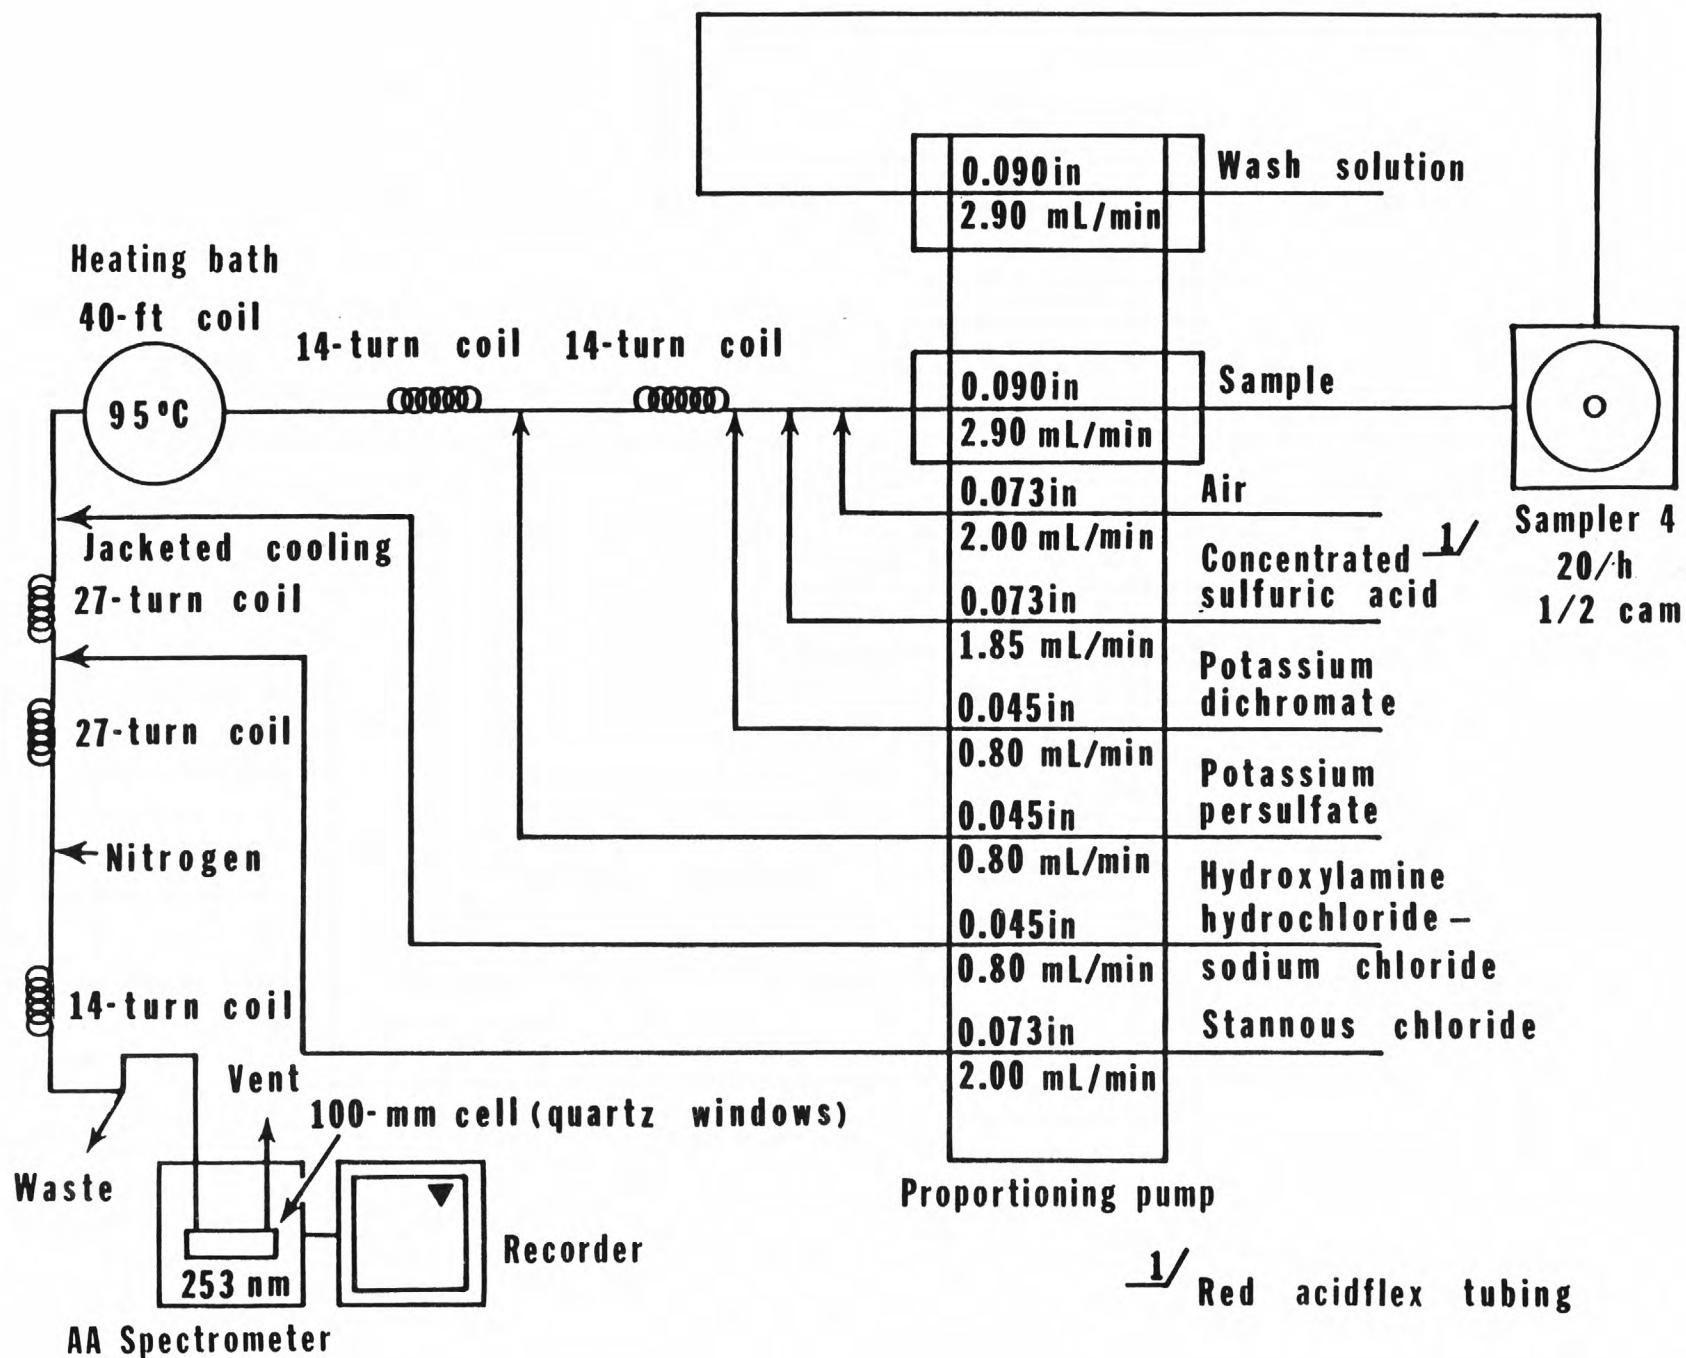 0.090in
Wash solution
2.90 mL/min
Heating bath
40-ft coil
95°C
14-turn coil
14-turn coil
0.090in
Sample
2.90 mL/min
0.073in
Air
2.00 mL/min
Concentrated 1/
sulfuric acid
0.073in
1.85 mL/min
Potassium
dichromate
0.045in
0.80 mL/min
Potassium
persulfate
0.045in
0.80 mL/min
Hydroxylamine
hydrochloride–
sodium chloride
0.045in
0.80 mL/min
0.073in
Stannous chloride
2.00 mL/min
Sampler 4
20/h
1/2 cam
Jacketed cooling
27-turn coil
27-turn coil
Nitrogen
14-turn coil
Vent
100-mm cell (quartz windows)
Waste
253 nm
Recorder
AA Spectrometer
Proportioning pump
1/ Red acidflex tubing